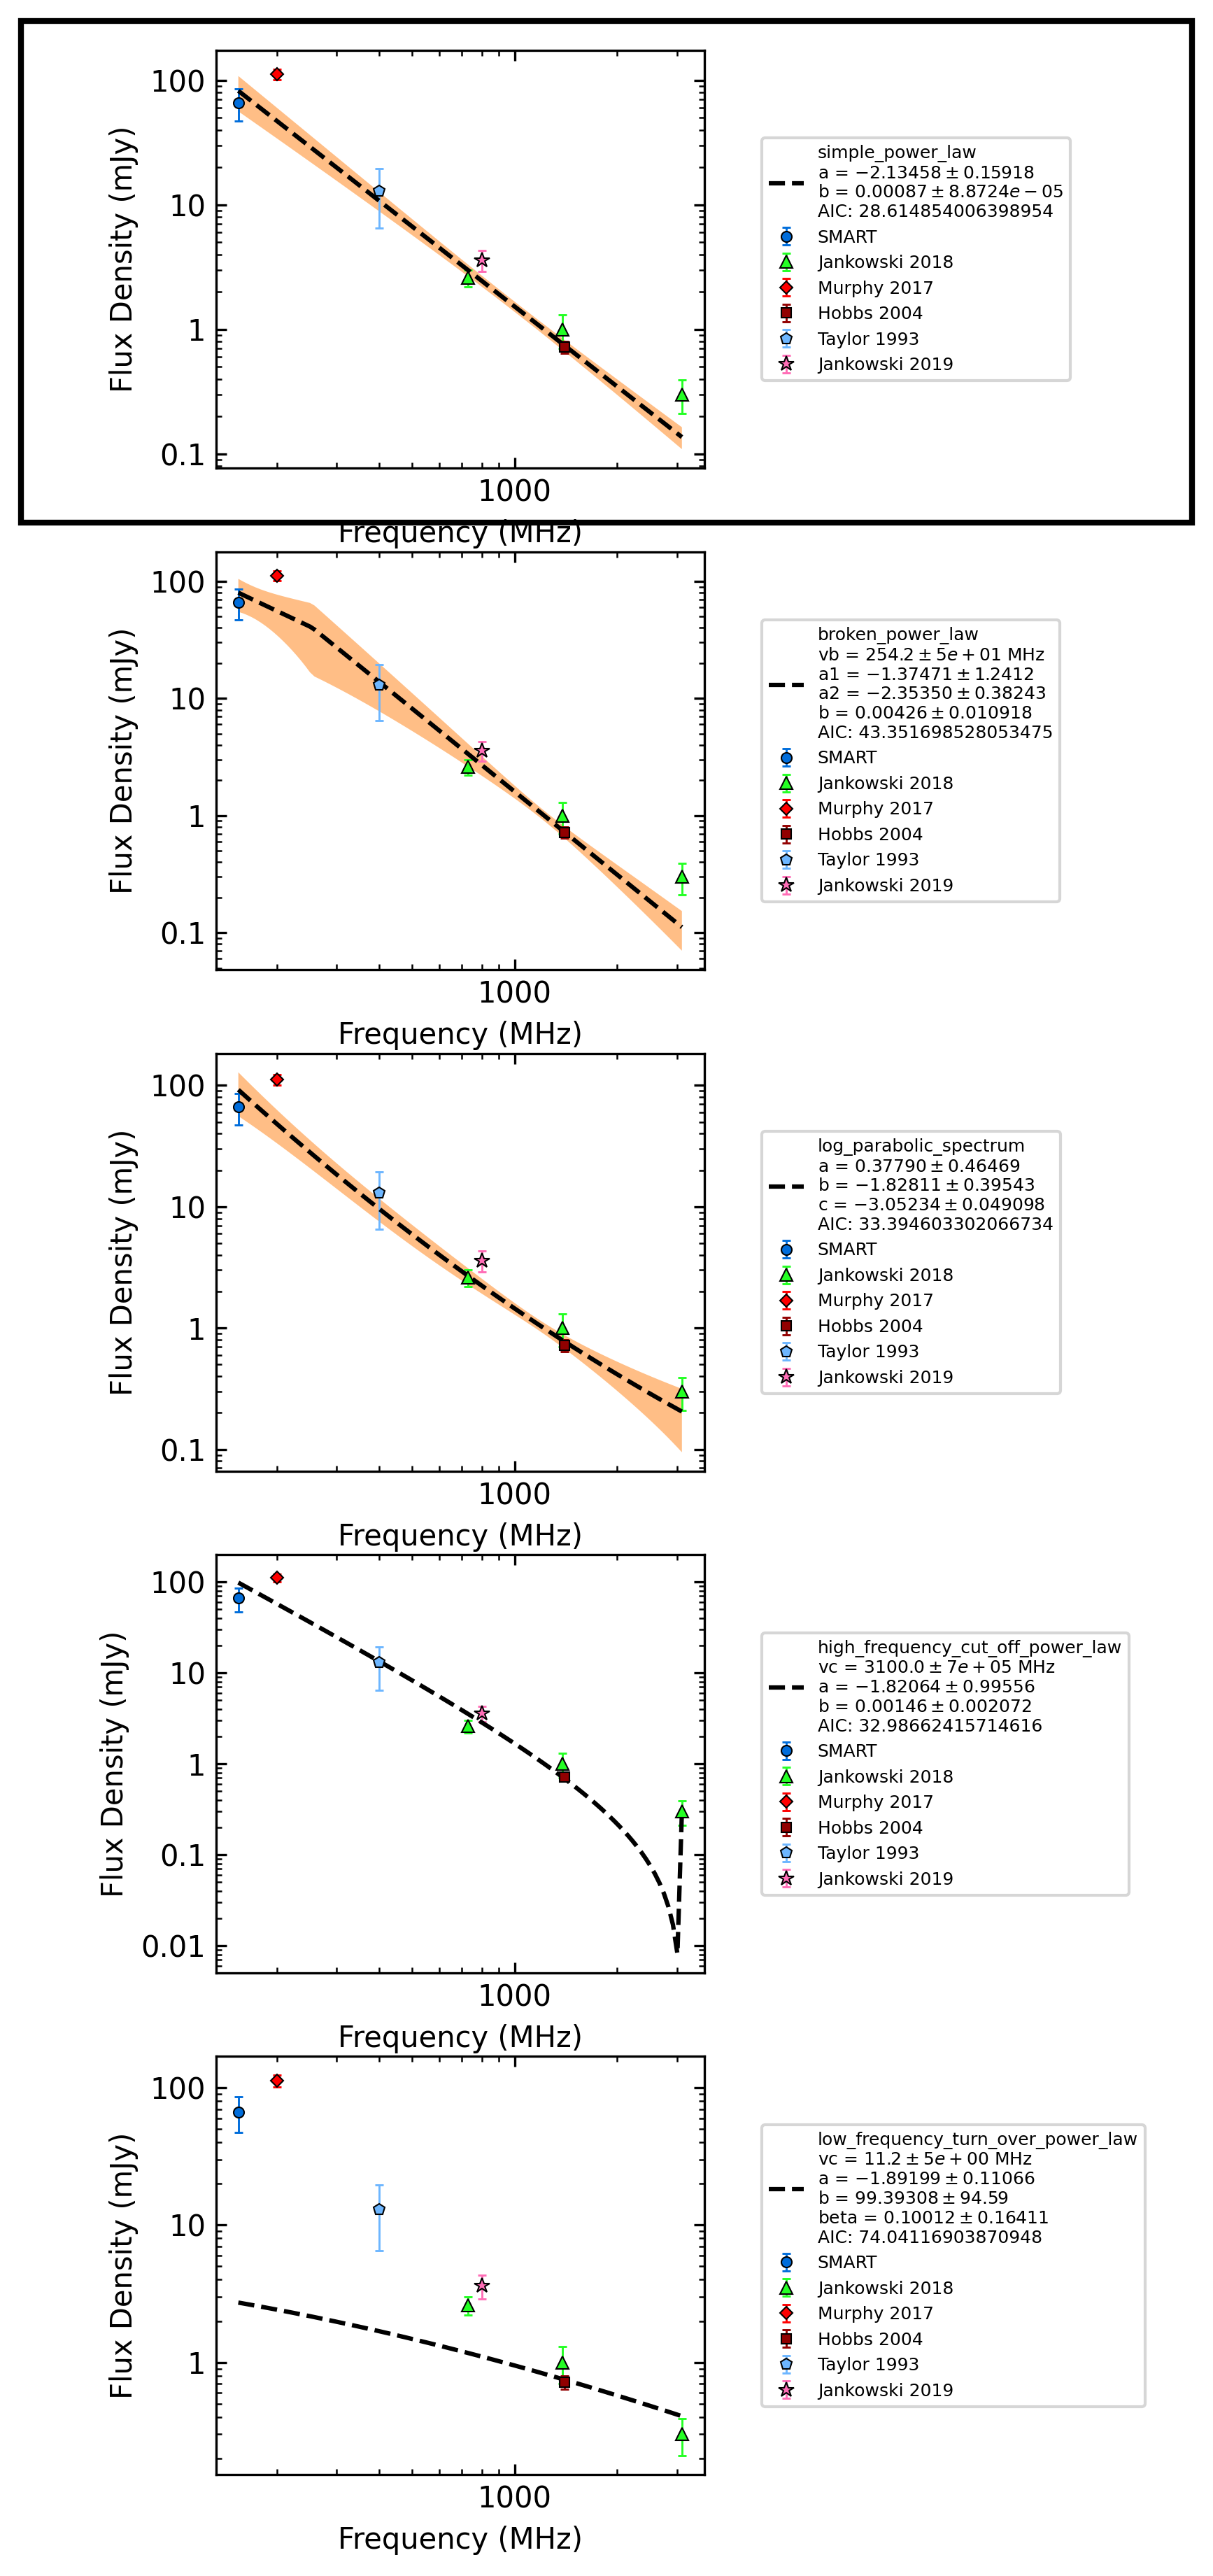 100
10
1
0.1
Flux Density (mJy)
1000
Frequency (MHz)
simple_power_law
a = −2.13458 ± 0.15918
b = 0.00087 ± 8.8724e − 05
AIC: 28.614854006398954
SMART
Jankowski 2018
Murphy 2017
Hobbs 2004
Taylor 1993
Jankowski 2019
100
10
1
0.1
Flux Density (mJy)
1000
Frequency (MHz)
broken_power_law
vb = 254.2 ± 5e + 01 MHz
a1 = −1.37471 ± 1.2412
a2 = −2.35350 ± 0.38243
b = 0.00426 ± 0.010918
AIC: 43.351698528053475
SMART
Jankowski 2018
Murphy 2017
Hobbs 2004
Taylor 1993
Jankowski 2019
100
10
1
0.1
Flux Density (mJy)
1000
Frequency (MHz)
log_parabolic_spectrum
a = 0.37790 ± 0.46469
b = −1.82811 ± 0.39543
c = −3.05234 ± 0.049098
AIC: 33.394603302066734
SMART
Jankowski 2018
Murphy 2017
Hobbs 2004
Taylor 1993
Jankowski 2019
100
10
1
0.1
0.01
Flux Density (mJy)
1000
Frequency (MHz)
high_frequency_cut_off_power_law
vc = 3100.0 ± 7e + 05 MHz
a = −1.82064 ± 0.99556
b = 0.00146 ± 0.002072
AIC: 32.98662415714616
SMART
Jankowski 2018
Murphy 2017
Hobbs 2004
Taylor 1993
Jankowski 2019
100
10
1
Flux Density (mJy)
1000
Frequency (MHz)
low_frequency_turn_over_power_law
vc = 11.2 ± 5e + 00 MHz
a = −1.89199 ± 0.11066
b = 99.39308 ± 94.59
beta = 0.10012 ± 0.16411
AIC: 74.04116903870948
SMART
Jankowski 2018
Murphy 2017
Hobbs 2004
Taylor 1993
Jankowski 2019